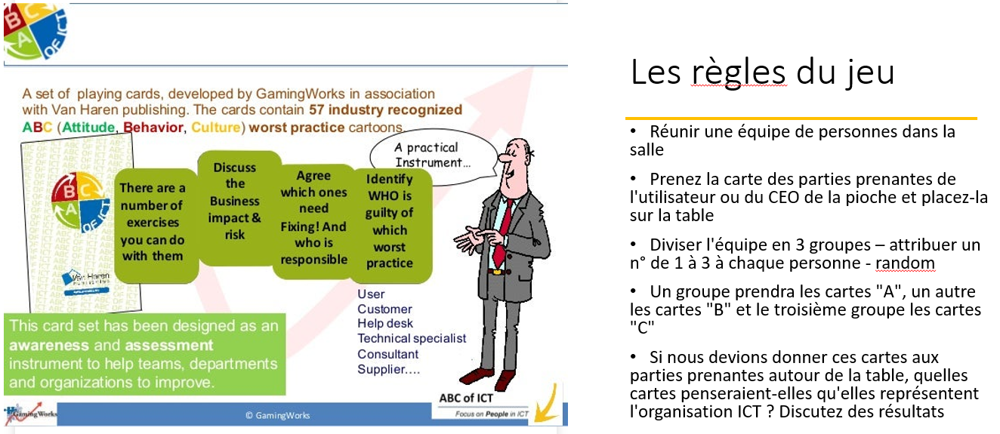 B C
A OF ICT
A set of playing cards, developed by GamingWorks in association
with Van Haren publishing. The cards contain 57 industry recognized
ABC (Attitude, Behavior, Culture) worst practice cartoons.
A practical
Instrument...
B C
A OF ICT
Van Haren
PUBLISHING
There are a
number of
exercises
you can do
with them
Discuss
the
Business
impact &
risk
Agree
which ones
need
Fixing! And
who is
responsible
Identify
WHO is
guilty of
which
worst
practice
User
Customer
Help desk
Technical specialist
Consultant
Supplier....
This card set has been designed as an
awareness and assessment
instrument to help teams, departments
and organizations to improve.
GamingWorks
© GamingWorks
ABC of ICT
Focus on People in ICT
Les règles du jeu
• Réunir une équipe de personnes dans la
salle
• Prenez la carte des parties prenantes de
l'utilisateur ou du CEO de la pioche et placez-la
sur la table
• Diviser l'équipe en 3 groupes – attribuer un
n° de 1 à 3 à chaque personne - random
• Un groupe prendra les cartes "A", un autre
les cartes "B" et le troisième groupe les cartes
"C"
• Si nous devions donner ces cartes aux
parties prenantes autour de la table, quelles
cartes penseraient-elles qu'elles représentent
l'organisation ICT ? Discutez des résultats